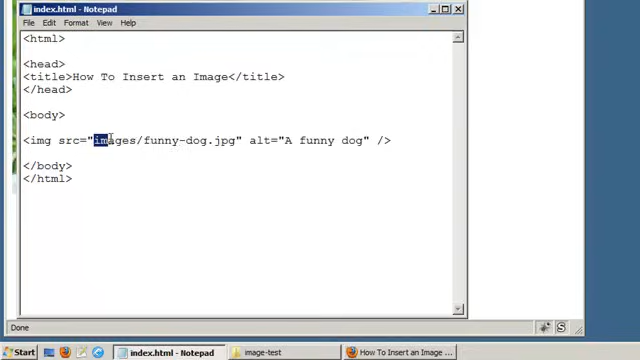 index.html - Notepad
File Edit Format View Help
<html>
<head>
<title>How To Insert an Image</title>
</head>
<body>
<img src="images/funny-dog.jpg" alt="A funny dog" />
</body>
</html>
Done
Start index.html - Notepad image-test How To Insert an Image ...